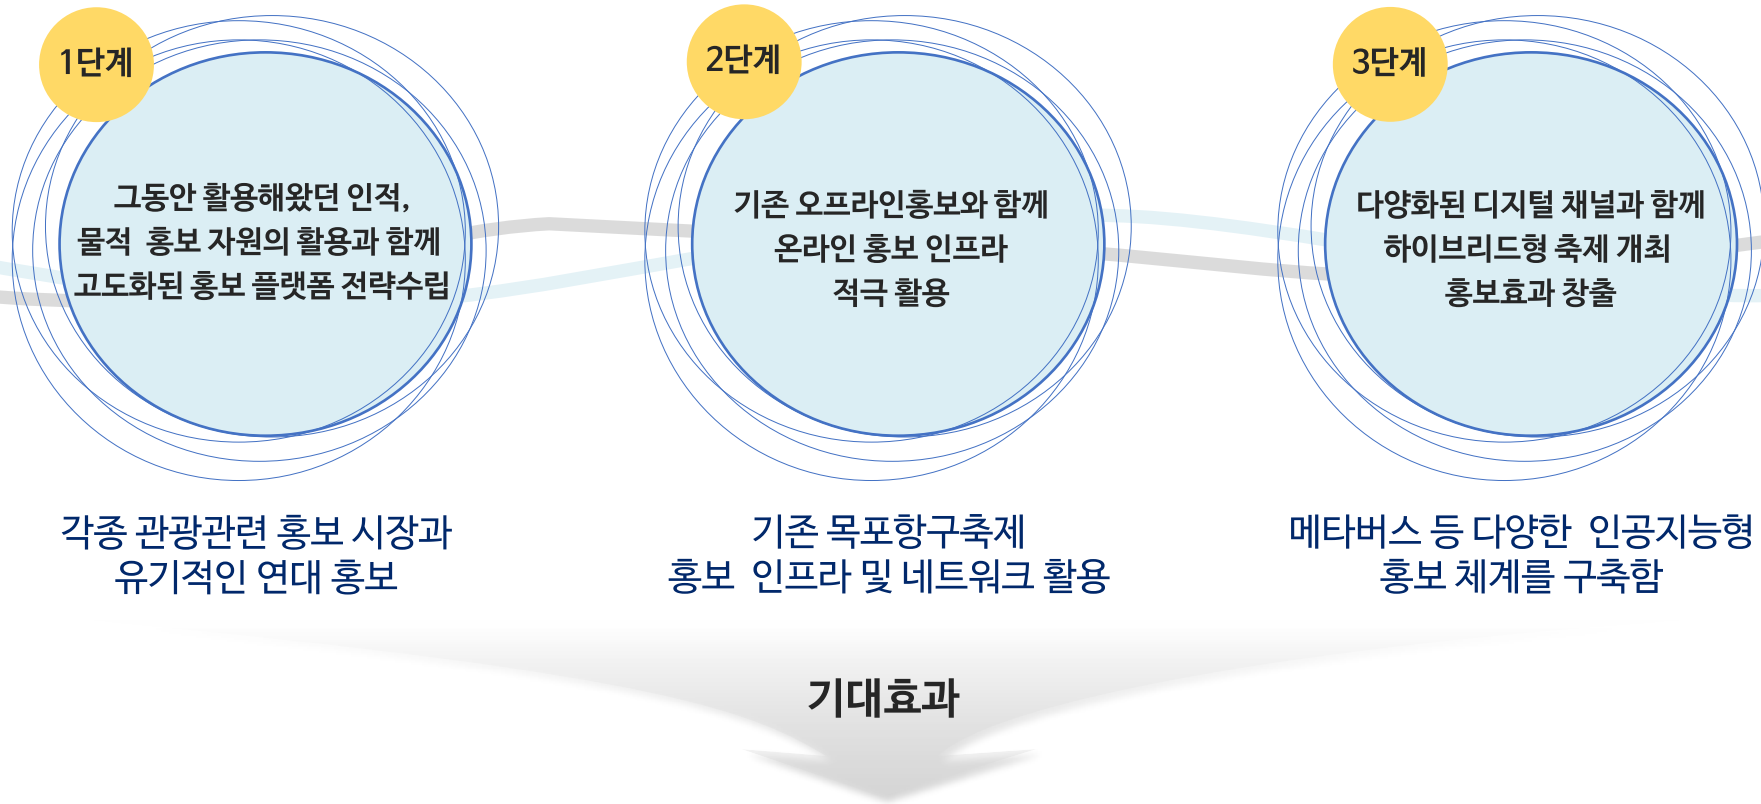 1단계
그동안 활용해왔던 인적,
물적 홍보 자원의 활용과 함께
고도화된 홍보 플랫폼 전략수립
각종 관광관련 홍보 시장과
유기적인 연대 홍보
2단계
기존 오프라인홍보와 함께
온라인 홍보 인프라
적극 활용
기존 목포항구축제
홍보 인프라 및 네트워크 활용
3단계
다양화된 디지털 채널과 함께
하이브리드형 축제 개최
홍보효과 창출
메타버스 등 다양한 인공지능형
홍보 체계를 구축함
기대효과